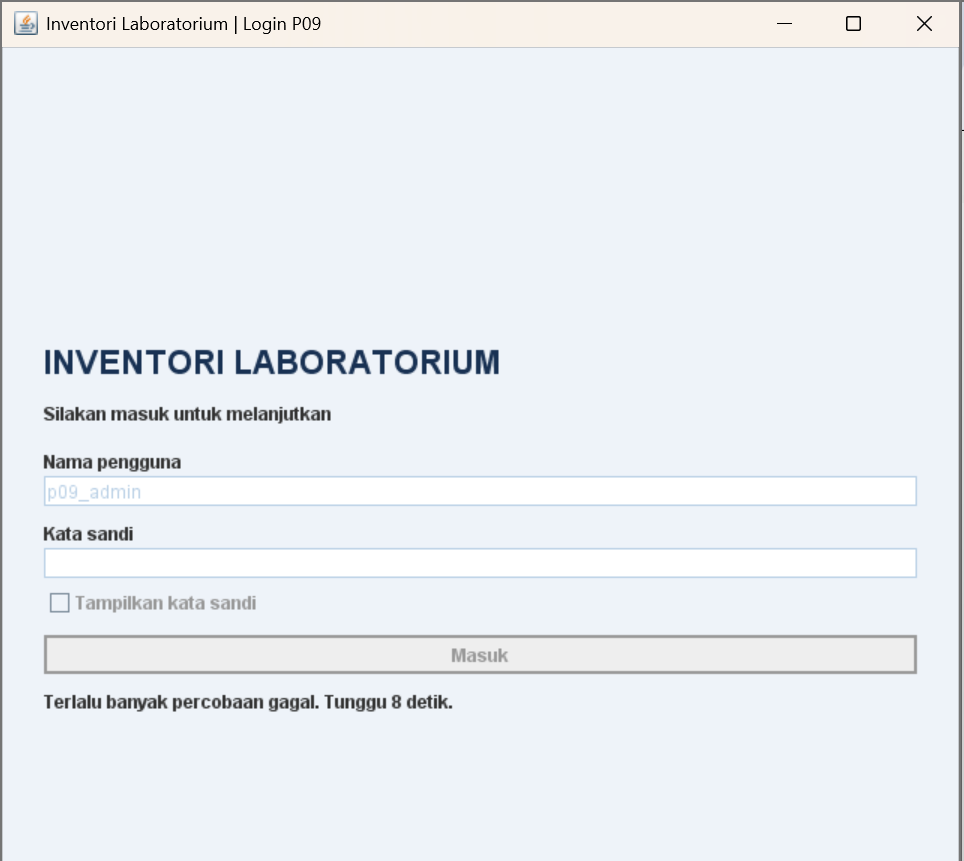 Inventori Laboratorium | Login P09
INVENTORI LABORATORIUM
Silakan masuk untuk melanjutkan
Nama pengguna
p09_admin
Kata sandi
Tampilkan kata sandi
Masuk
Terlalu banyak percobaan gagal. Tunggu 8 detik.